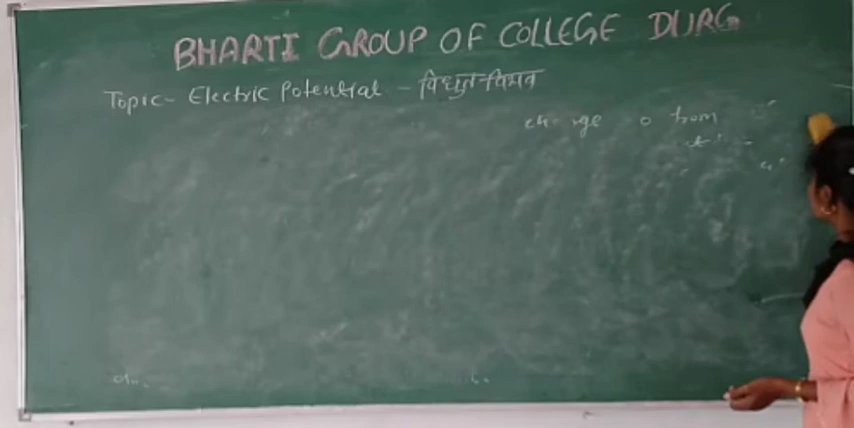 BHARTI GROUP OF COLLEGE DURG
Topic- Electric Potential - विद्युत विभव
from